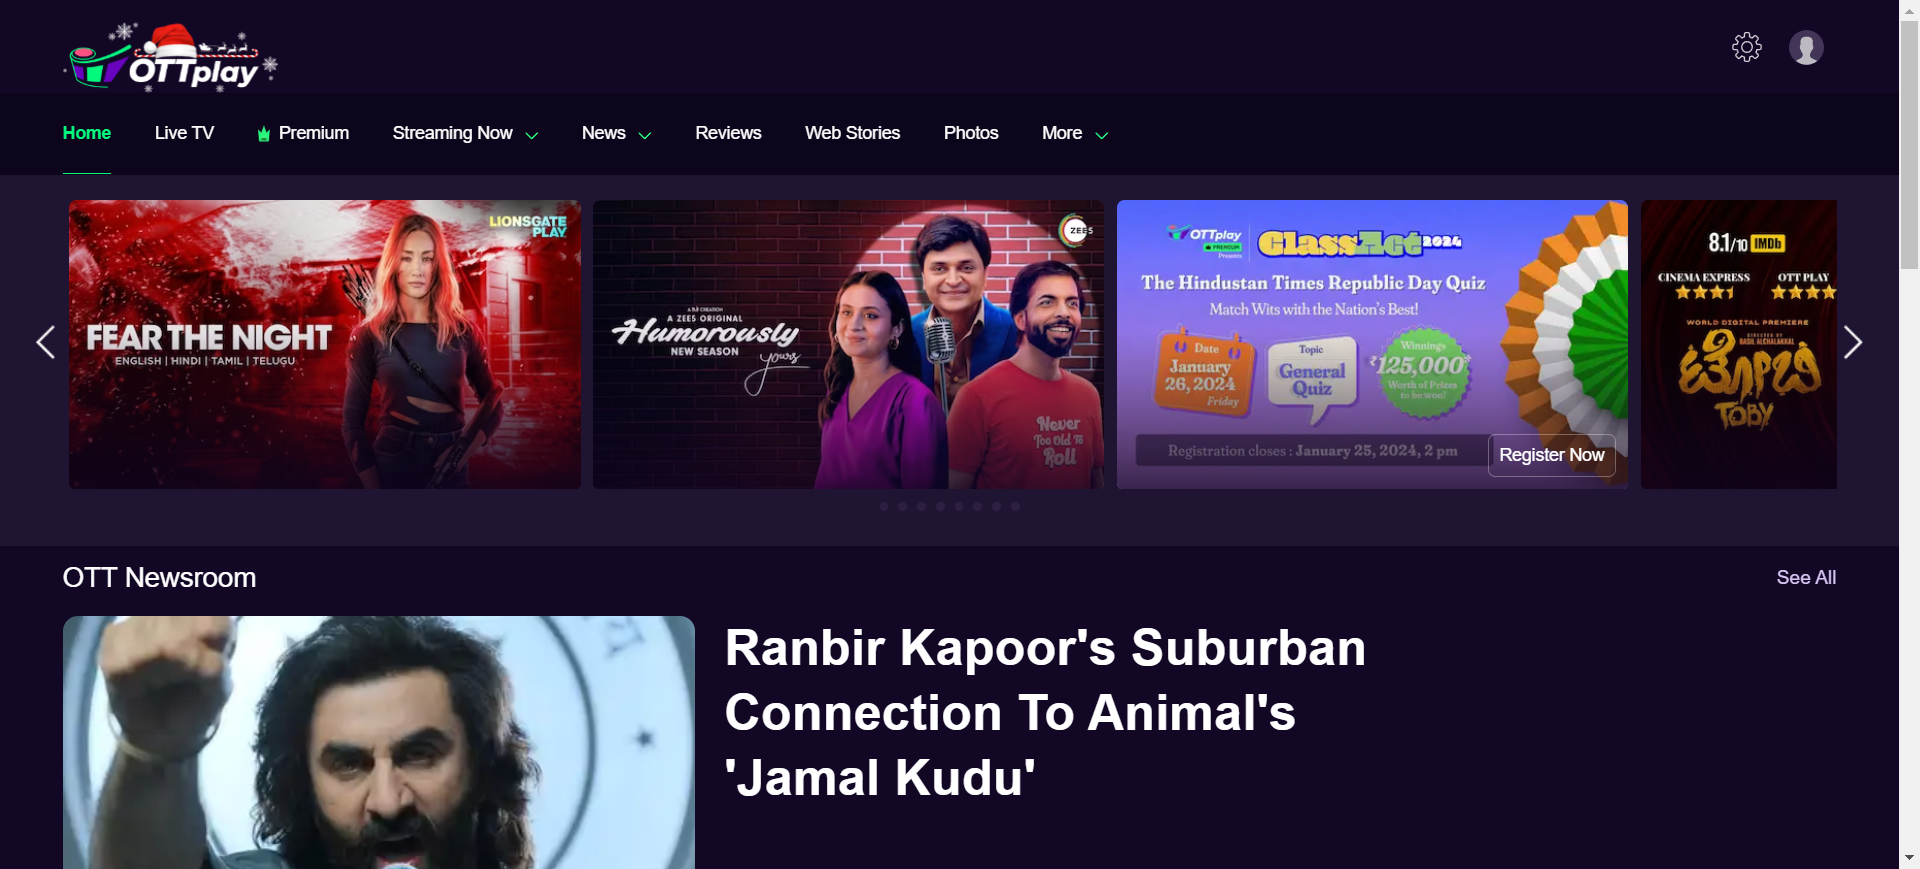 OTTplay
Home
Live TV
Premium
Streaming Now
News
Reviews
Web Stories
Photos
More
LIONSGATE
PLAY
FEAR THE NIGHT
ENGLISH | HINDI | TAMIL | TELUGU
ZEE5
A ZEE5 ORIGINAL
Humorously
NEW SEASON
yours
Never
Too Old To
Roll
OTTplay
PREMIUM
Presents
ClassAct 2024
The Hindustan Times Republic Day Quiz
Match Wits with the Nation's Best!
Date
January
26, 2024
Friday
Topic
General
Quiz
Winnings
₹125,000
Worth of Prizes
to be won!
Registration closes : January 25, 2024, 2 pm
Register Now
8.1/10 IMDb
CINEMA EXPRESS
OTT PLAY
WORLD DIGITAL PREMIERE
DIRECTED BY
BASIL ALCHALAKKAL
ಟೋಬಿ
TOBY
OTT Newsroom
See All
Ranbir Kapoor's Suburban
Connection To Animal's
'Jamal Kudu'